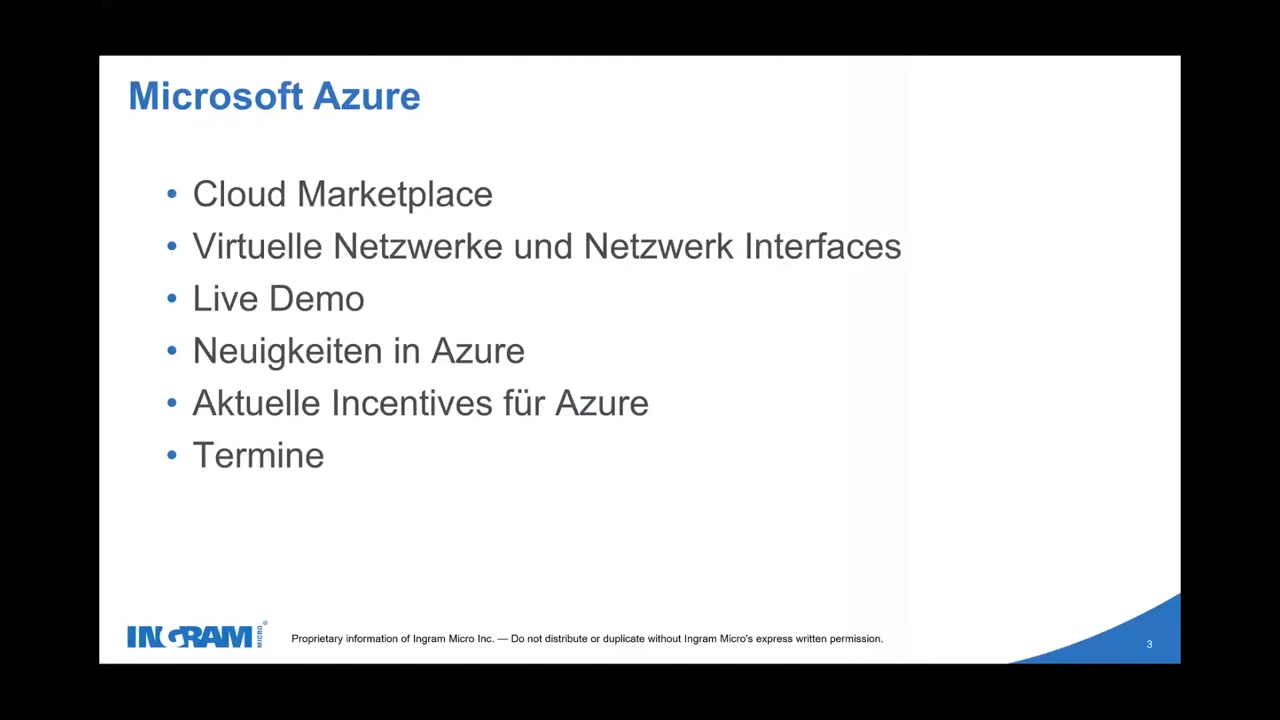 Microsoft Azure
• Cloud Marketplace
• Virtuelle Netzwerke und Netzwerk Interfaces
• Live Demo
• Neuigkeiten in Azure
• Aktuelle Incentives für Azure
• Termine
INGRAM MICRO®
Proprietary information of Ingram Micro Inc. — Do not distribute or duplicate without Ingram Micro's express written permission.
3